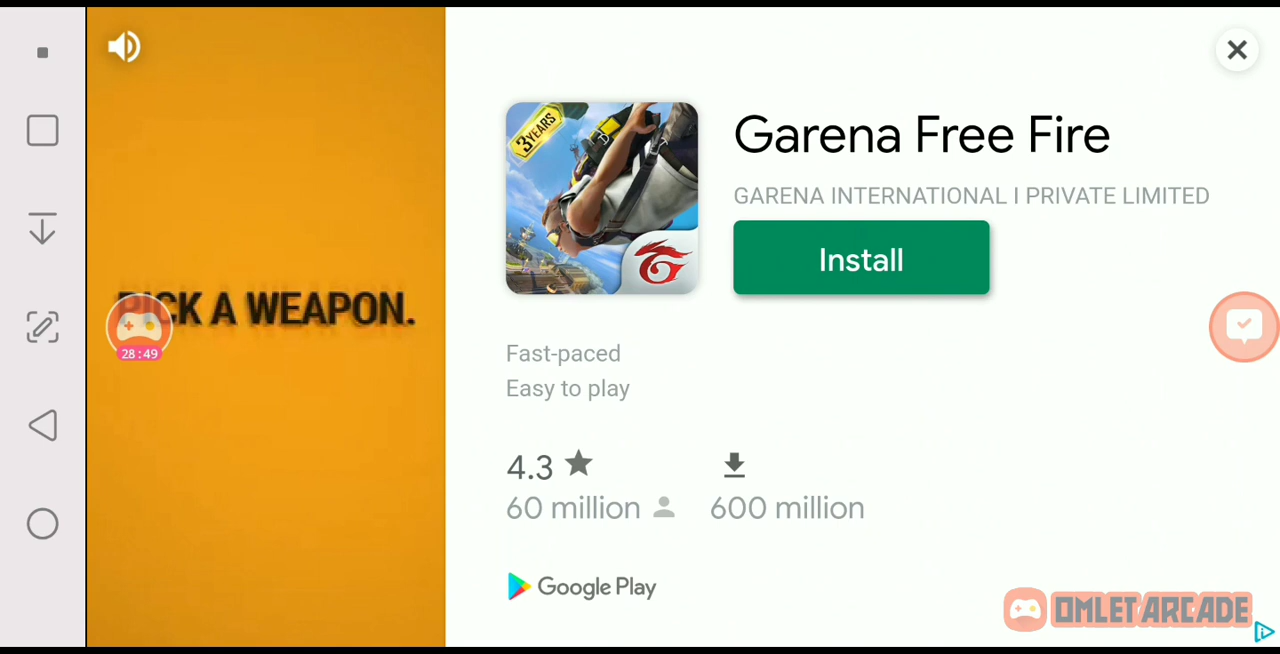 PICK A WEAPON.
28:49
3 YEARS
Garena Free Fire
GARENA INTERNATIONAL I PRIVATE LIMITED
Install
Fast-paced
Easy to play
4.3
60 million
600 million
Google Play
OMLET ARCADE